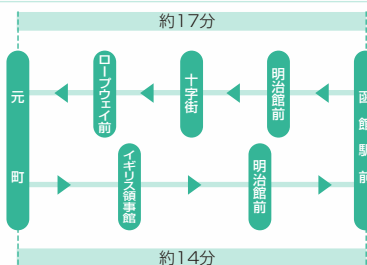 約17分
元町
ロープウェイ前
十字街
明治館前
函館駅前
イギリス領事館
明治館前
約14分